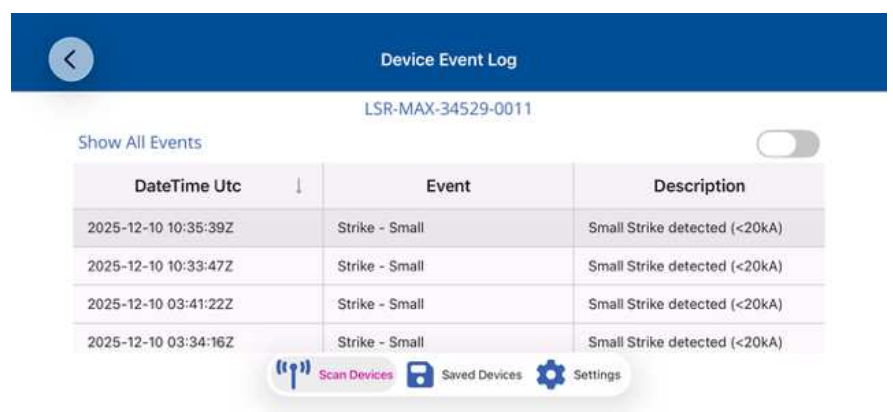 Device Event Log
LSR-MAX-34529-0011
Show All Events
DateTime Utc ↓ Event Description
2025-12-10 10:35:39Z Strike - Small Small Strike detected (<20kA)
2025-12-10 10:33:47Z Strike - Small Small Strike detected (<20kA)
2025-12-10 03:41:22Z Strike - Small Small Strike detected (<20kA)
2025-12-10 03:34:16Z Strike - Small Small Strike detected (<20kA)
Scan Devices Saved Devices Settings